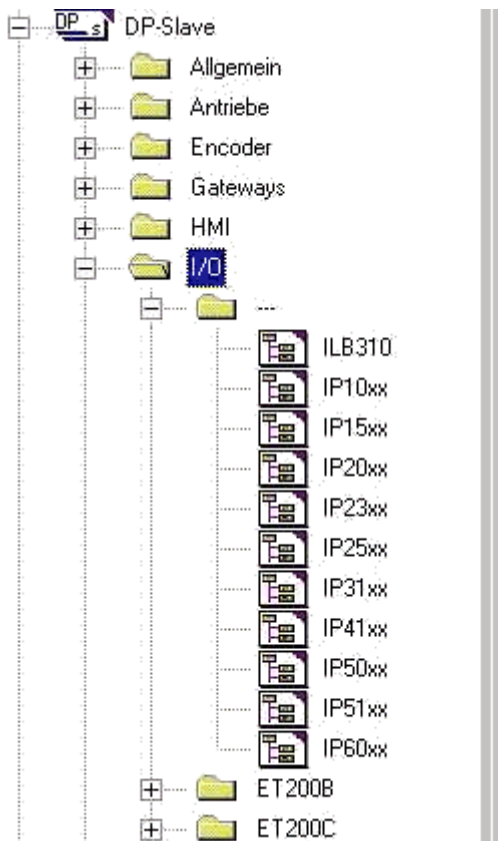 DP s DP-Slave
Allgemein
Antriebe
Encoder
Gateways
HMI
I/O
---
ILB310
IP10xx
IP15xx
IP20xx
IP23xx
IP25xx
IP31xx
IP41xx
IP50xx
IP51xx
IP60xx
ET200B
ET200C